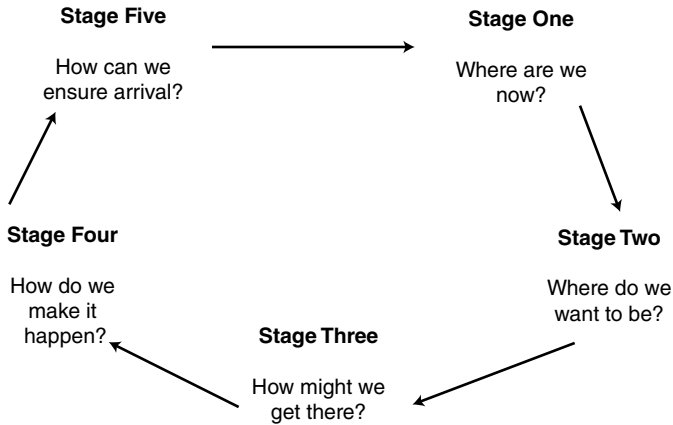 Stage Five
How can we
ensure arrival?
Stage One
Where are we
now?
Stage Two
Where do we
want to be?
Stage Three
How might we
get there?
Stage Four
How do we
make it
happen?